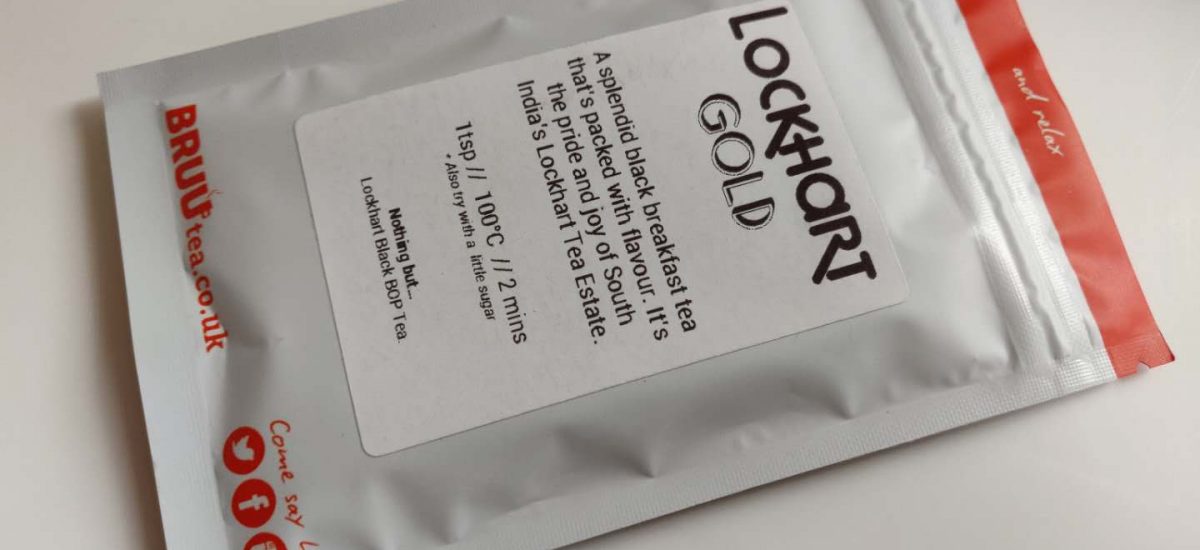 and relax
LOCKHART
GOLD
A splendid black breakfast tea
that's packed with flavour. It's
the pride and joy of South
India's Lockhart Tea Estate.
1tsp // 100°C // 2 mins
* Also try with a little sugar
Nothing but...
Lockhart Black BOP Tea.
BRUU tea.co.uk
Come say